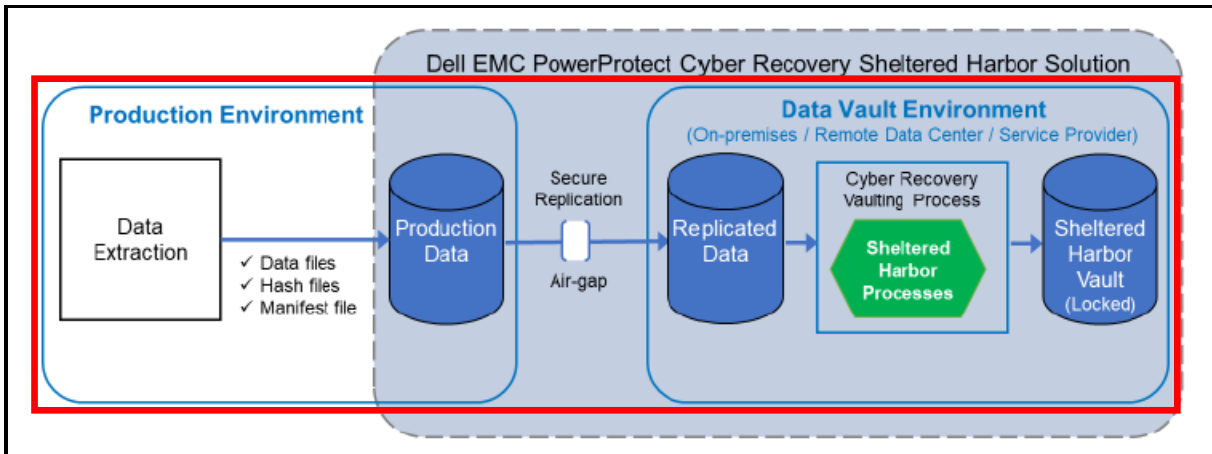 Dell EMC PowerProtect Cyber Recovery Sheltered Harbor Solution
Production Environment
Data
Extraction
✓ Data files
✓ Hash files
✓ Manifest file
Production
Data
Secure
Replication
Air-gap
Data Vault Environment
(On-premises / Remote Data Center / Service Provider)
Replicated
Data
Cyber Recovery
Vaulting Process
Sheltered
Harbor
Processes
Sheltered
Harbor
Vault
(Locked)